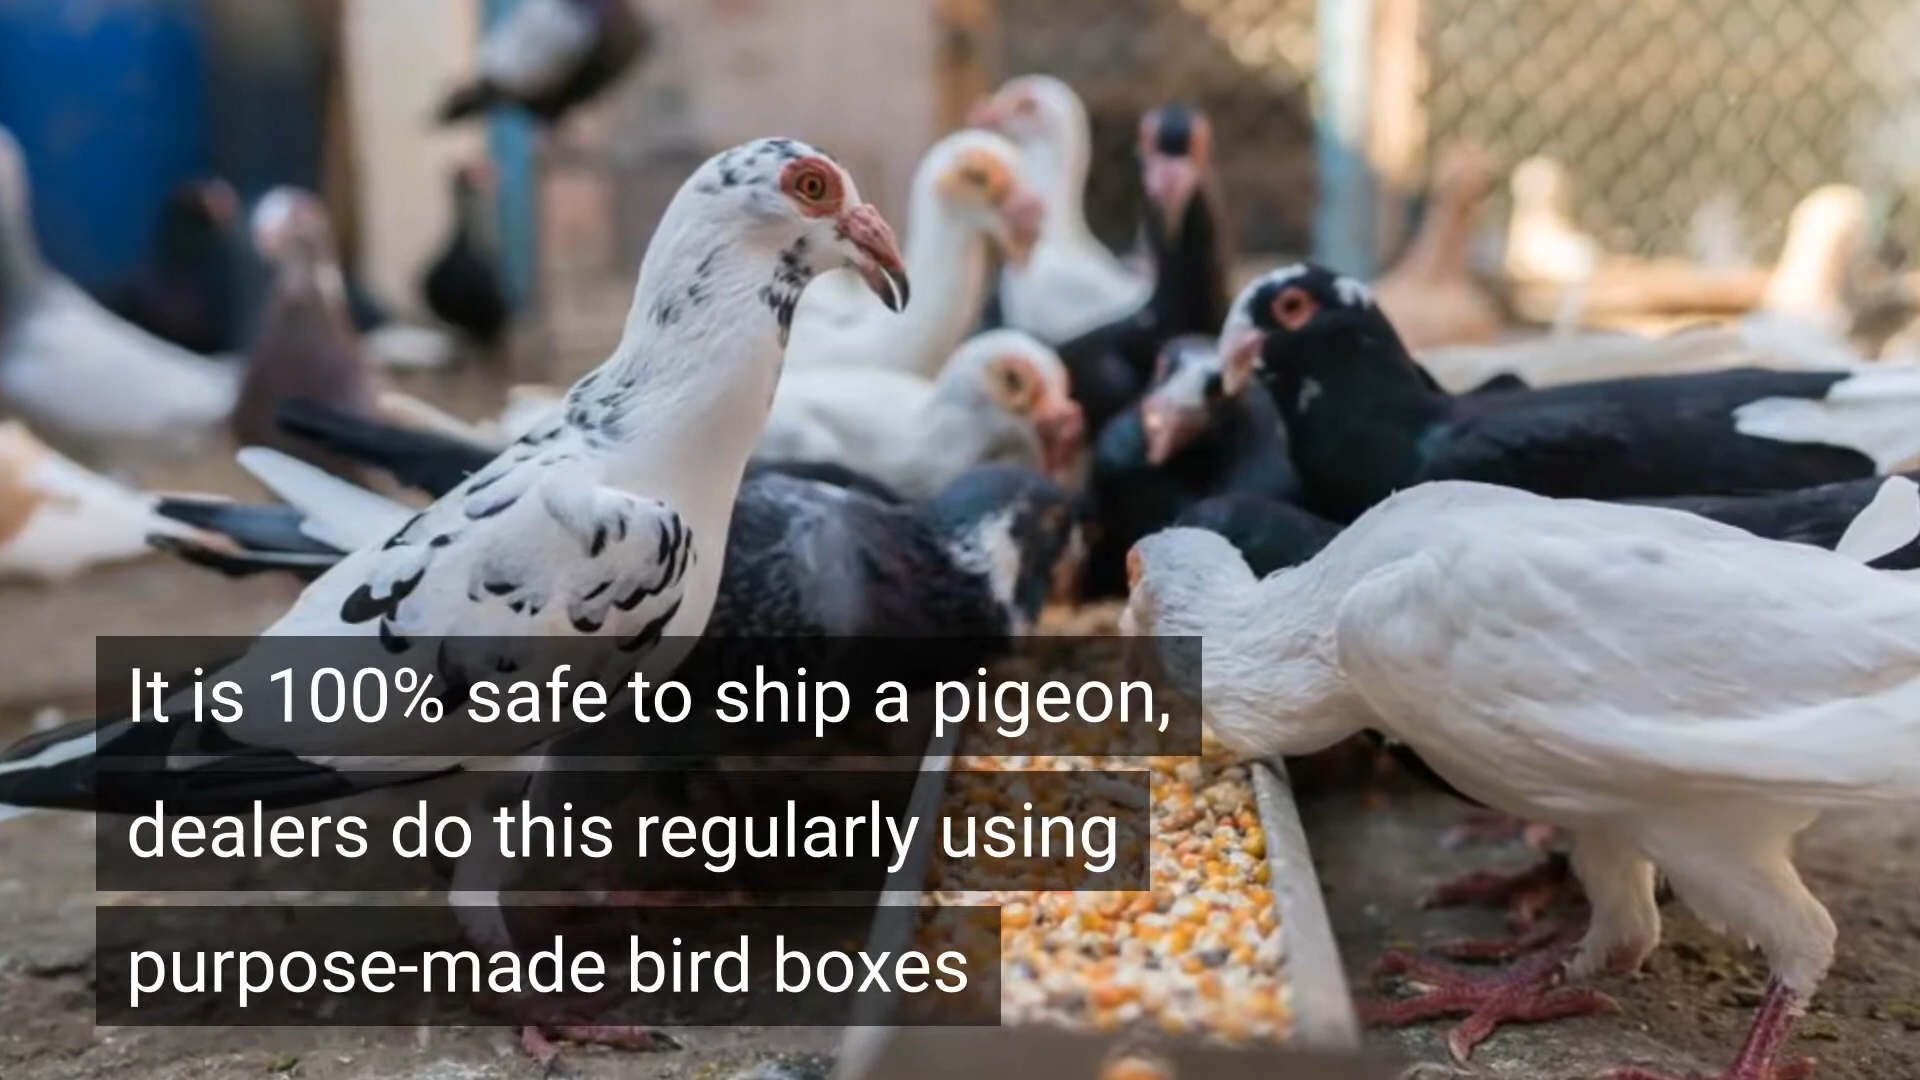 It is 100% safe to ship a pigeon,
dealers do this regularly using
purpose-made bird boxes